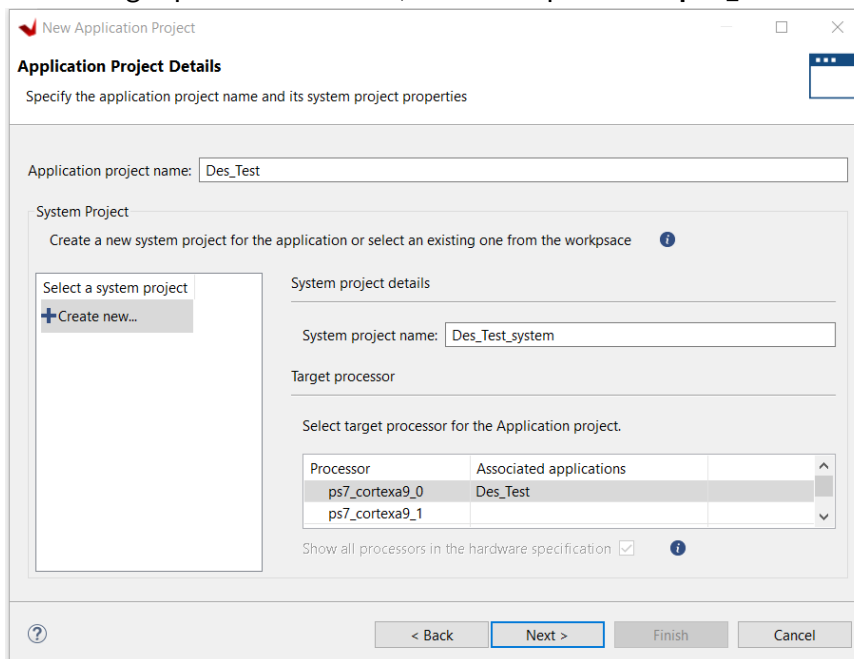 New Application Project
Application Project Details
Specify the application project name and its system project properties
Application project name: Des_Test
System Project
Create a new system project for the application or select an existing one from the workpsace
Select a system project
Create new...
System project details
System project name: Des_Test_system
Target processor
Select target processor for the Application project.
Processor Associated applications
ps7_cortexa9_0 Des_Test
ps7_cortexa9_1
Show all processors in the hardware specification
< Back Next > Finish Cancel